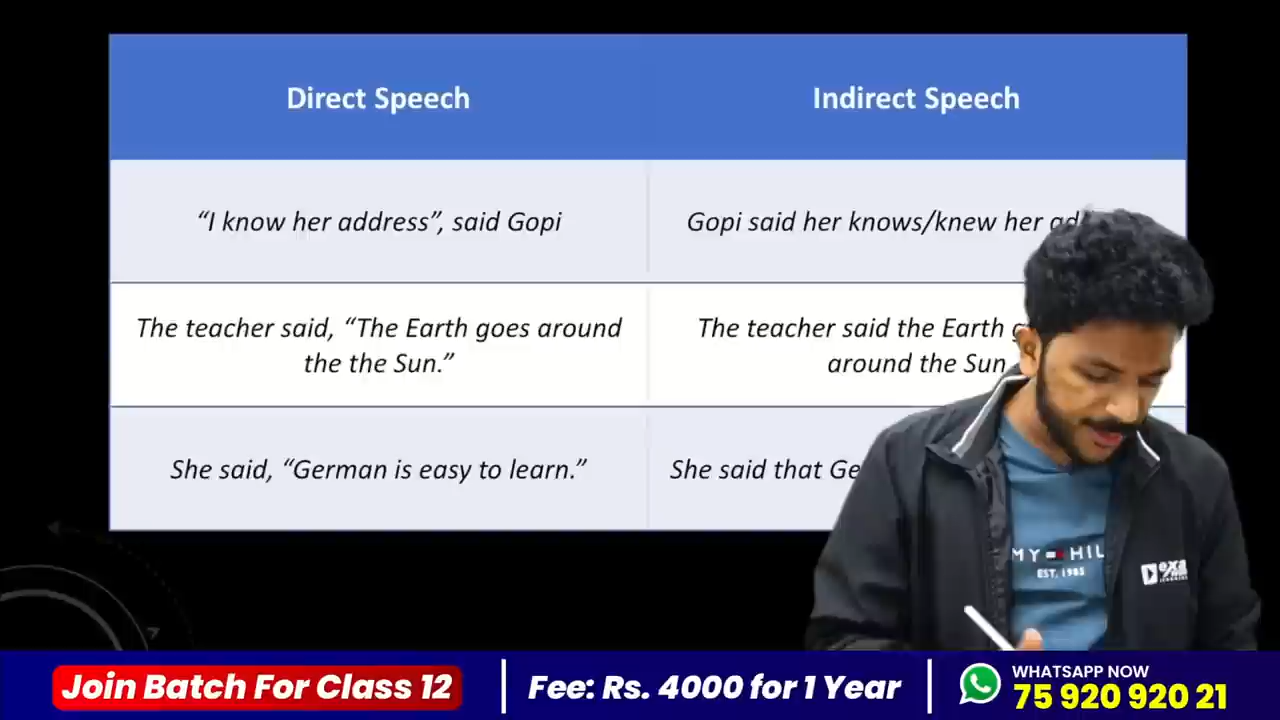 Direct Speech
Indirect Speech
“I know her address”, said Gopi
Gopi said her knows/knew her
The teacher said, “The Earth goes around
the the Sun.”
The teacher said the Earth
around the Sun
She said, “German is easy to learn.”
She said that
MY HIL
EST. 1985
exa
Join Batch For Class 12
Fee: Rs. 4000 for 1 Year
WHATSAPP NOW
75 920 920 21